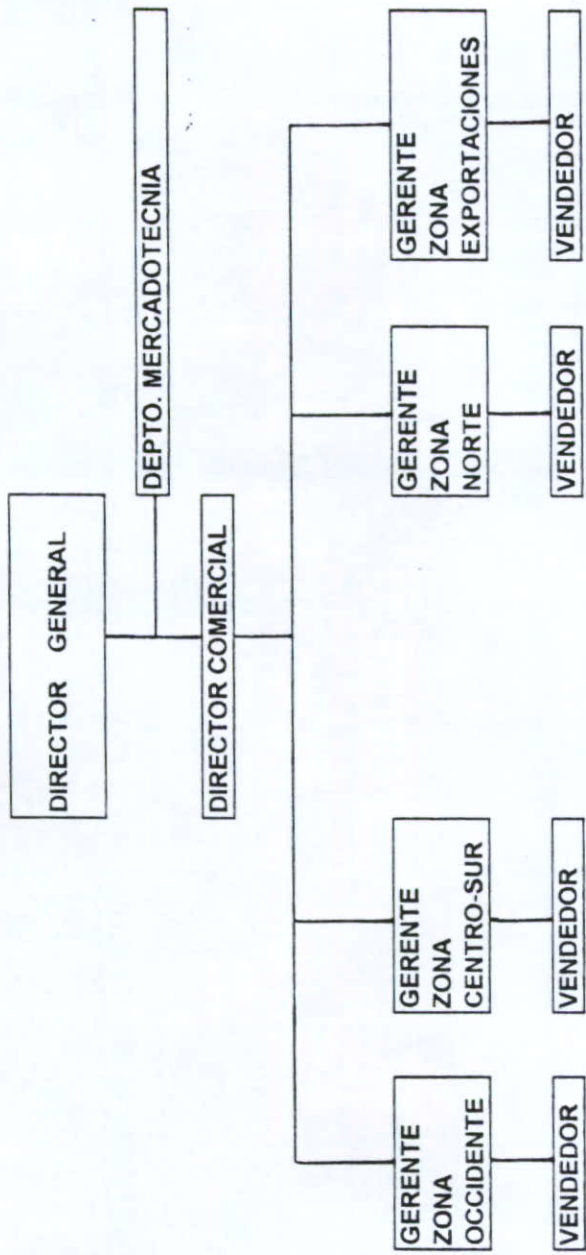 DIRECTOR GENERAL
DEPTO. MERCADOTECNIA
DIRECTOR COMERCIAL
GERENTE
ZONA
OCCIDENTE
GERENTE
ZONA
CENTRO-SUR
GERENTE
ZONA
NORTE
GERENTE
ZONA
EXPORTACIONES
VENDEDOR
VENDEDOR
VENDEDOR
VENDEDOR